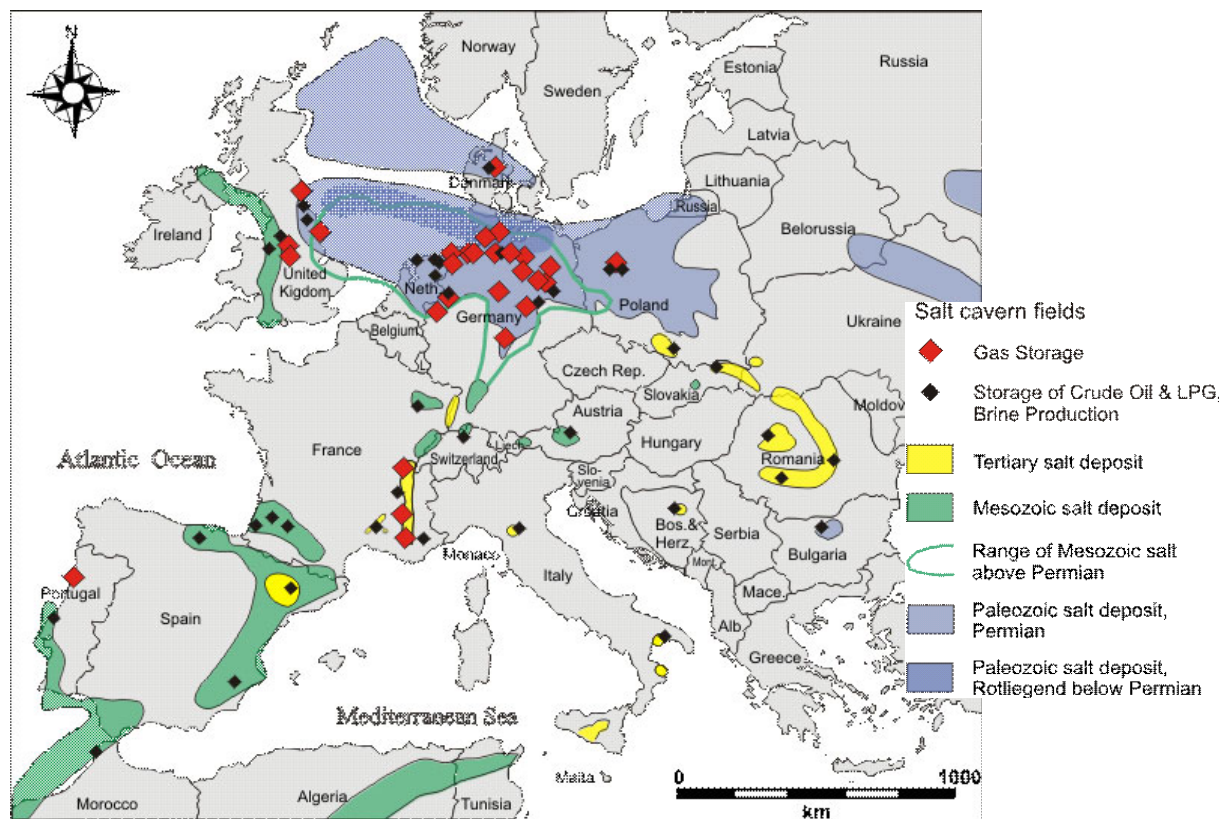 N
Norway
Sweden
Estonia
Russia
Latvia
Lithuania
Russia
Denmark
Belorussia
Ireland
United
Kingdom
Neth.
Germany
Poland
Belgium
Ukraine
Czech Rep.
Slovakia
Austria
Moldov
Hungary
France
Switzerland
Liech.
Romania
Slo-
venia
Croatia
Bos.&
Herz.
Serbia
Bulgaria
Monaco
Italy
Mont.
Mace.
Alb
Greece
Atlantic Ocean
Portugal
Spain
Mediterranean Sea
Malta
Morocco
Algeria
Tunisia
0 1000
km
Salt cavern fields
Gas Storage
Storage of Crude Oil & LPG,
Brine Production
Tertiary salt deposit
Mesozoic salt deposit
Range of Mesozoic salt
above Permian
Paleozoic salt deposit,
Permian
Paleozoic salt deposit,
Rotliegend below Permian